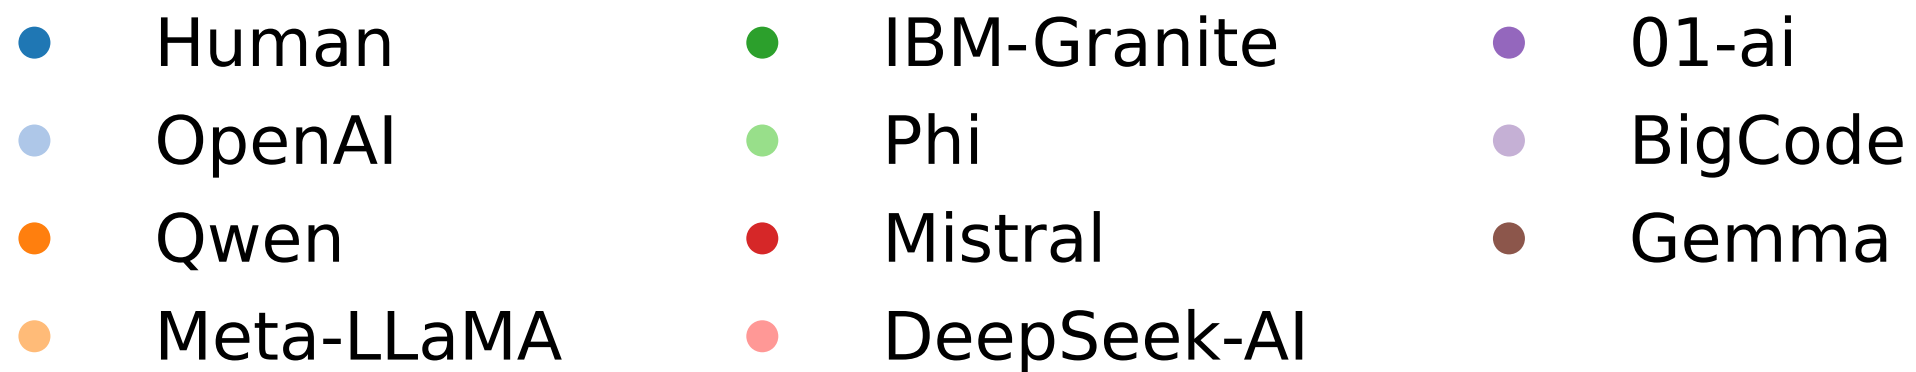 Human
OpenAI
Qwen
Meta-LLaMA
IBM-Granite
Phi
Mistral
DeepSeek-AI
01-ai
BigCode
Gemma